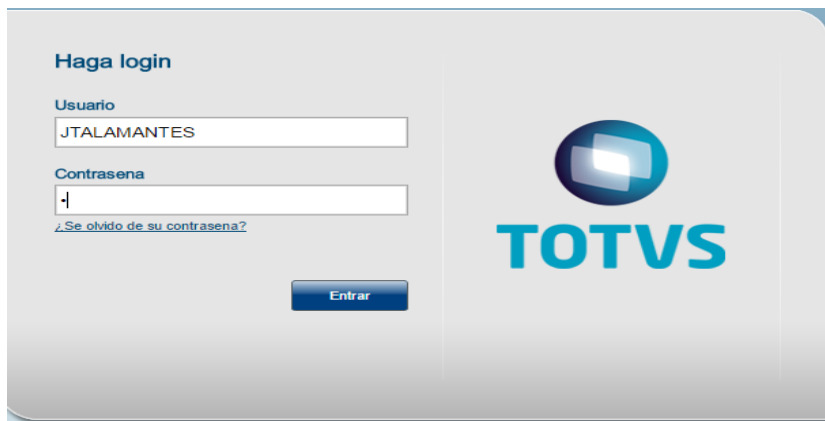 Haga login
Usuario
JTALAMANTES
Contrasena
•
¿Se olvido de su contrasena?
Entrar
TOTVS